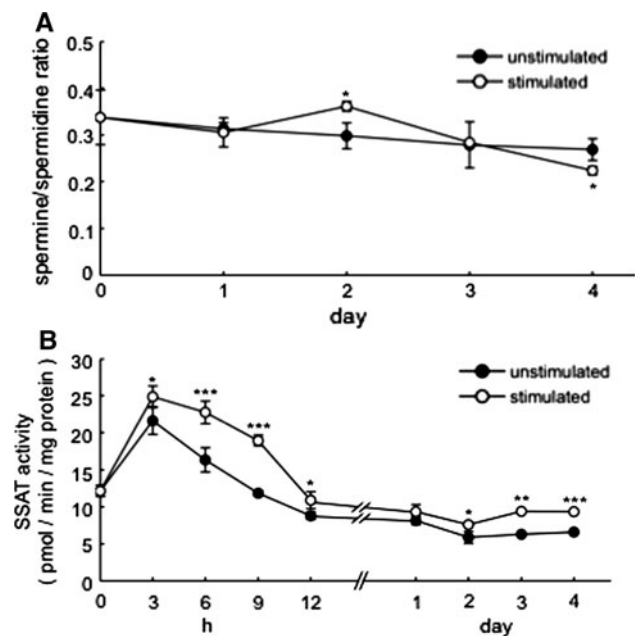 A
0.5
0.4
0.3
0.2
0.1
0
spermine/spermidine ratio
unstimulated
stimulated
*
*
0 1 2 3 4
day
B
30
25
20
15
10
5
0
SSAT activity
( pmol / min / mg protein )
unstimulated
stimulated
* *** *** * * ** ***
0 3 6 9 12 1 2 3 4
h day